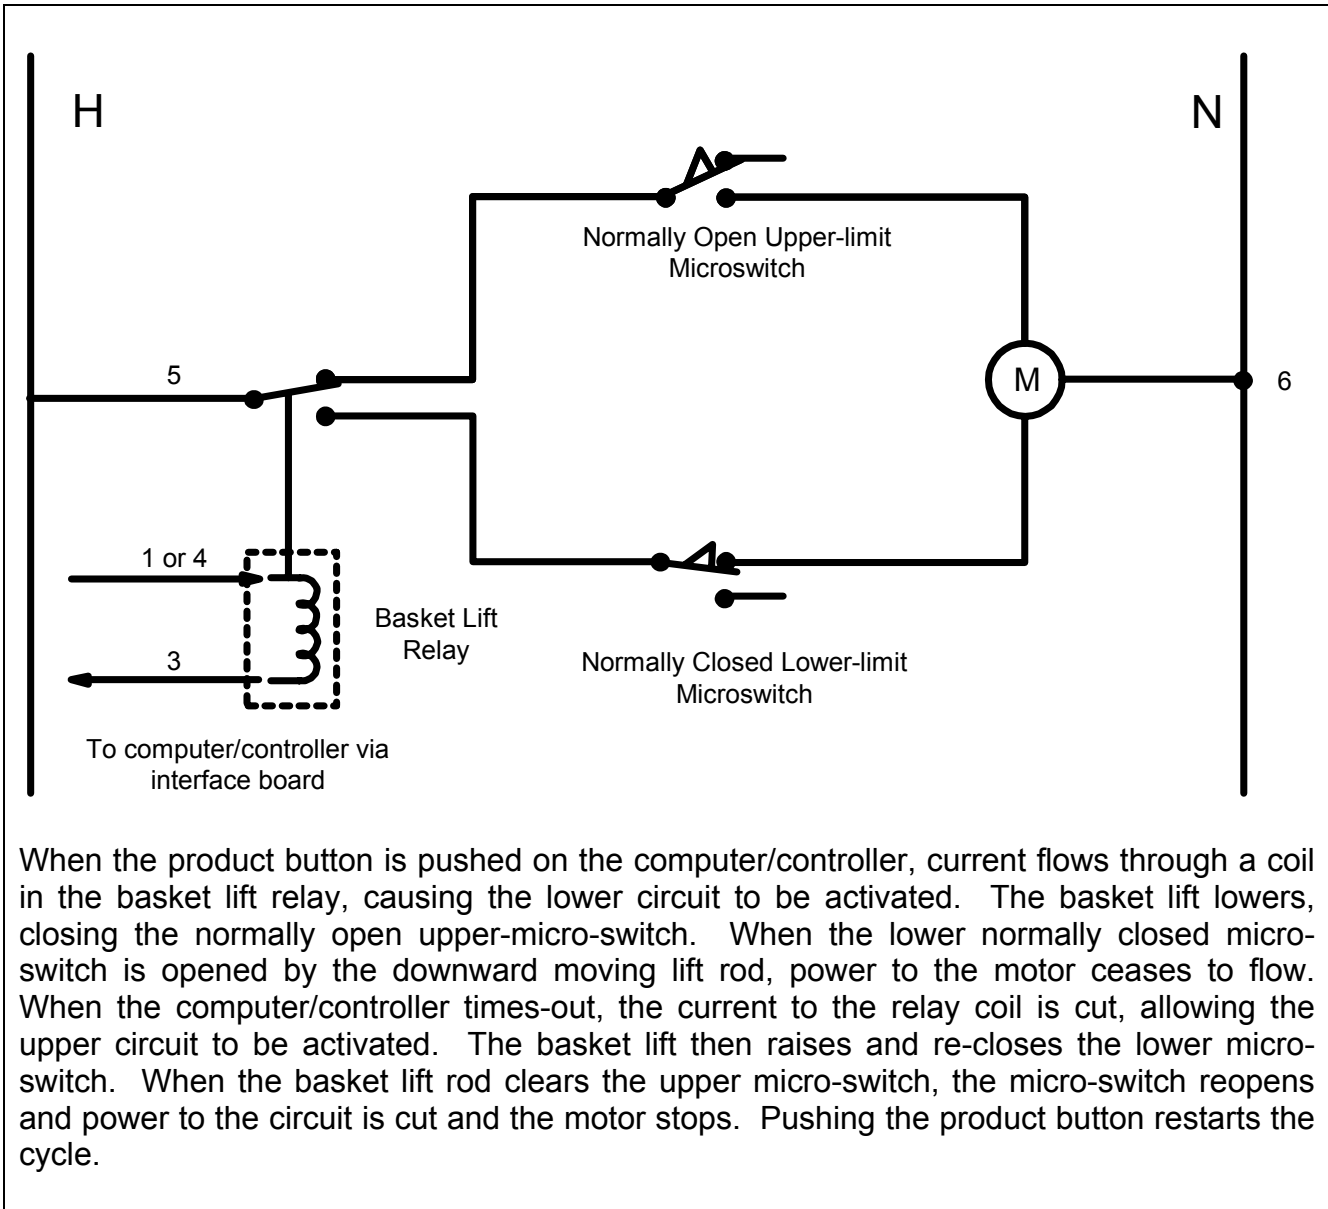 H
N
Normally Open Upper-limit
Microswitch
5
M
6
1 or 4
Basket Lift
Relay
3
Normally Closed Lower-limit
Microswitch
To computer/controller via
interface board
When the product button is pushed on the computer/controller, current flows through a coil
in the basket lift relay, causing the lower circuit to be activated. The basket lift lowers,
closing the normally open upper-micro-switch. When the lower normally closed micro-
switch is opened by the downward moving lift rod, power to the motor ceases to flow.
When the computer/controller times-out, the current to the relay coil is cut, allowing the
upper circuit to be activated. The basket lift then raises and re-closes the lower micro-
switch. When the basket lift rod clears the upper micro-switch, the micro-switch reopens
and power to the circuit is cut and the motor stops. Pushing the product button restarts the
cycle.